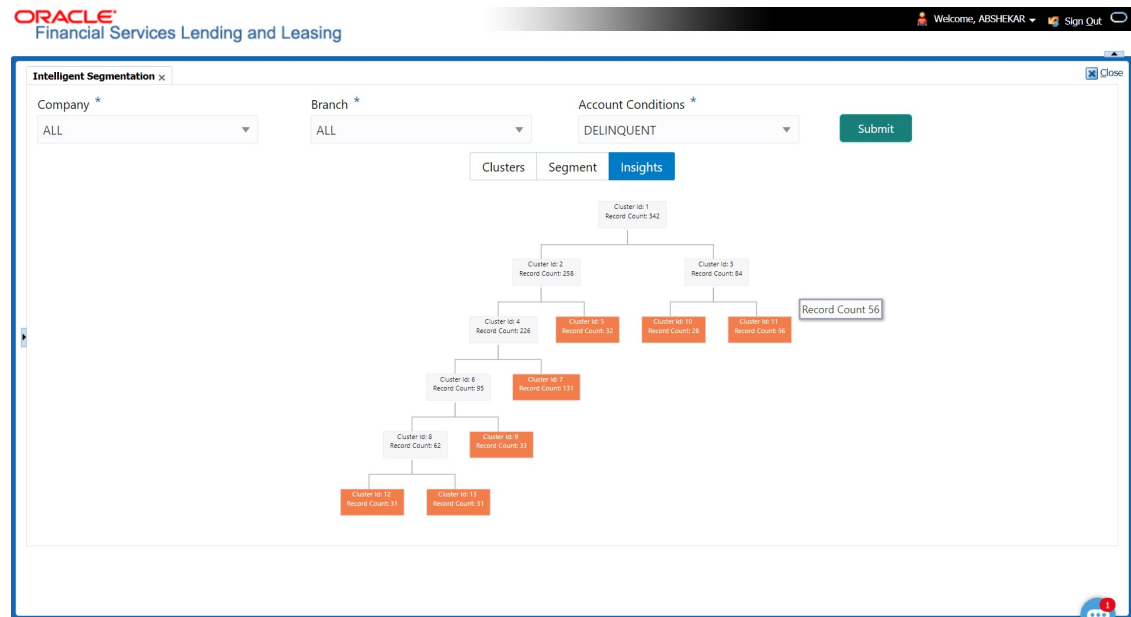 ORACLE
Financial Services Lending and Leasing
Welcome, ABSHEKAR
Sign Out
Intelligent Segmentation x
Close
Company *
Branch *
Account Conditions *
ALL
ALL
DELINQUENT
Submit
Clusters
Segment
Insights
Cluster Id: 1
Record Count: 342
Cluster Id: 2
Record Count: 258
Cluster Id: 3
Record Count: 84
Record Count 56
Cluster Id: 4
Record Count: 226
Cluster Id: 5
Record Count: 32
Cluster Id: 10
Record Count: 28
Cluster Id: 11
Record Count: 56
Cluster Id: 6
Record Count: 95
Cluster Id: 7
Record Count: 131
Cluster Id: 8
Record Count: 62
Cluster Id: 9
Record Count: 33
Cluster Id: 12
Record Count: 31
Cluster Id: 13
Record Count: 31
1